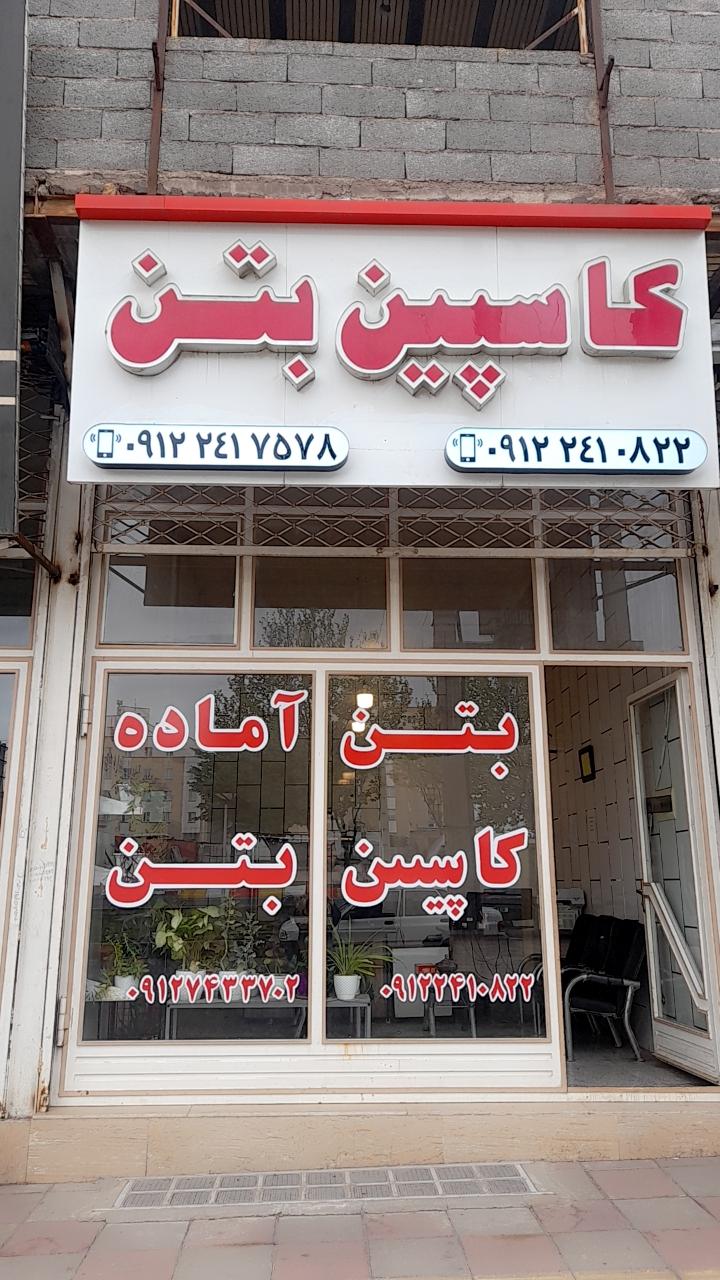 کاسپین بتن
۰۹۱۲ ۲۴۱ ۰۸۲۲
۰۹۱۲ ۲۴۱ ۷۵۷۸
بتن آماده
کاسپین بتن
۰۹۱۲۲۴۱۰۸۲۲
۰۹۱۲۷۴۳۳۷۰۲